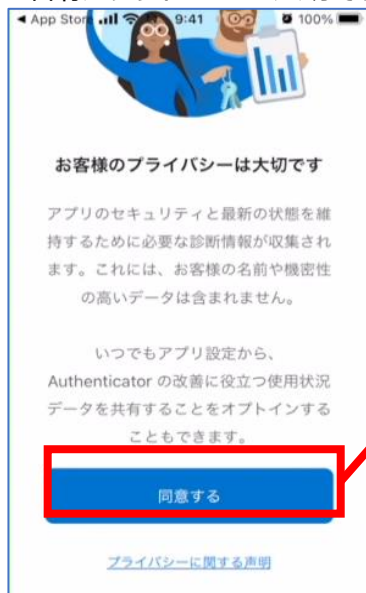 ◀ App Store 9:41 100%
お客様のプライバシーは大切です
アプリのセキュリティと最新の状態を維
持するために必要な診断情報が収集され
ます。これには、お客様の名前や機密性
の高いデータは含まれません。
いつでもアプリ設定から、
Authenticator の改善に役立つ使用状況
データを共有することをオプトインする
こともできます。
同意する
プライバシーに関する声明